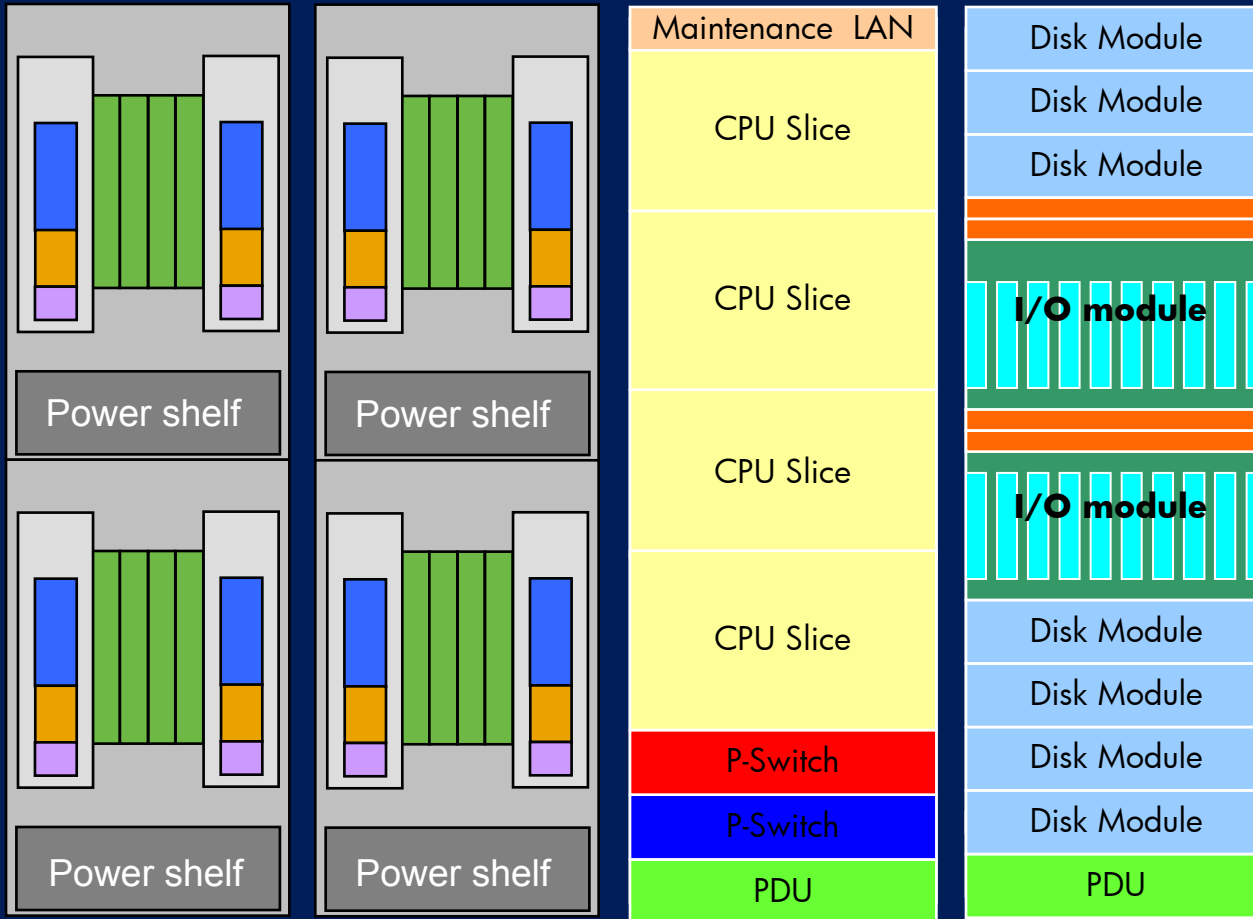 Power shelf
Power shelf
Power shelf
Power shelf
Maintenance LAN
CPU Slice
CPU Slice
CPU Slice
CPU Slice
P-Switch
P-Switch
PDU
Disk Module
Disk Module
Disk Module
I/O module
I/O module
Disk Module
Disk Module
Disk Module
Disk Module
PDU